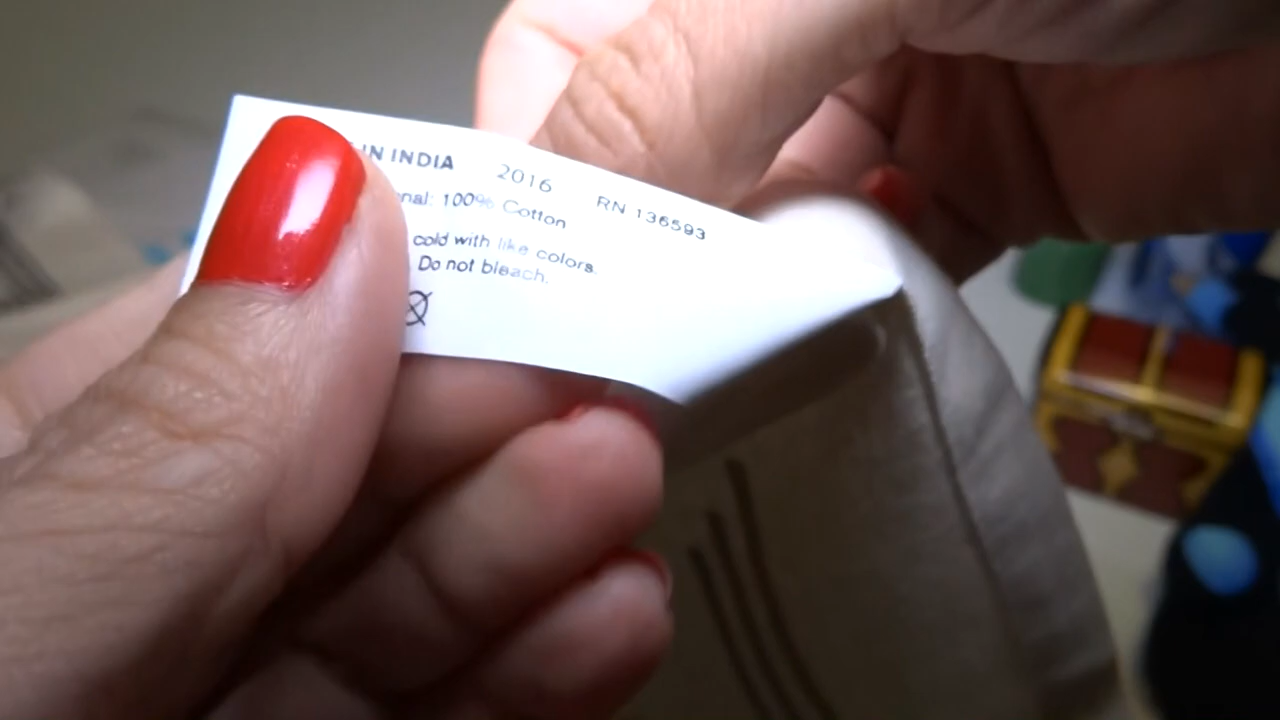 IN INDIA 2016 RN 136593
nal: 100% Cotton
cold with like colors.
. Do not bleach.